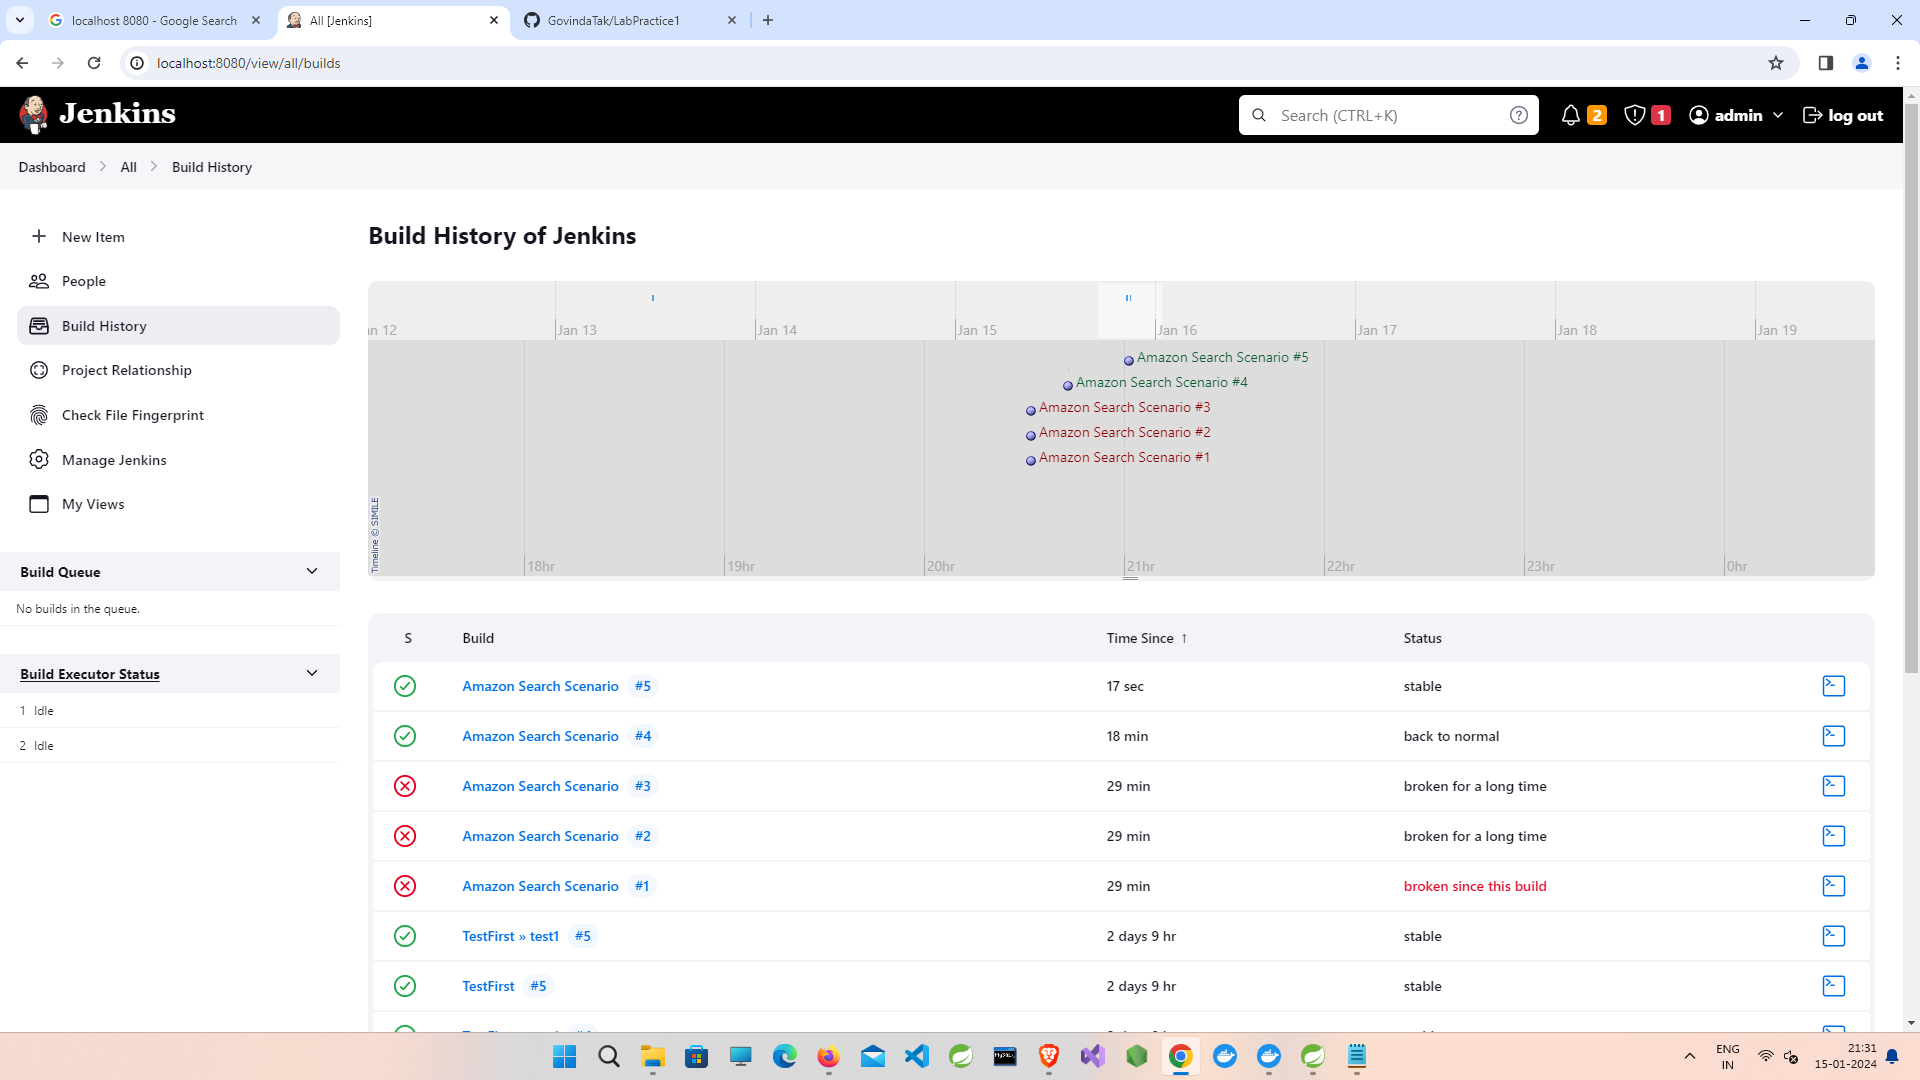 localhost 8080 - Google Search
All [Jenkins]
GovindaTak/LabPractice1
localhost:8080/view/all/builds
Jenkins
Search (CTRL+K)
2
1
admin
log out
Dashboard
All
Build History
New Item
People
Build History
Project Relationship
Check File Fingerprint
Manage Jenkins
My Views
Build Queue
No builds in the queue.
Build Executor Status
1 Idle
2 Idle
Build History of Jenkins
n 12
Jan 13
Jan 14
Jan 15
Jan 16
Jan 17
Jan 18
Jan 19
Amazon Search Scenario #5
Amazon Search Scenario #4
Amazon Search Scenario #3
Amazon Search Scenario #2
Amazon Search Scenario #1
Timeline © SIMILE
18hr
19hr
20hr
21hr
22hr
23hr
0hr
S Build Time Since ↑ Status
Amazon Search Scenario #5 17 sec stable
Amazon Search Scenario #4 18 min back to normal
Amazon Search Scenario #3 29 min broken for a long time
Amazon Search Scenario #2 29 min broken for a long time
Amazon Search Scenario #1 29 min broken since this build
TestFirst » test1 #5 2 days 9 hr stable
TestFirst #5 2 days 9 hr stable
MySQL
ENG
IN
21:31
15-01-2024